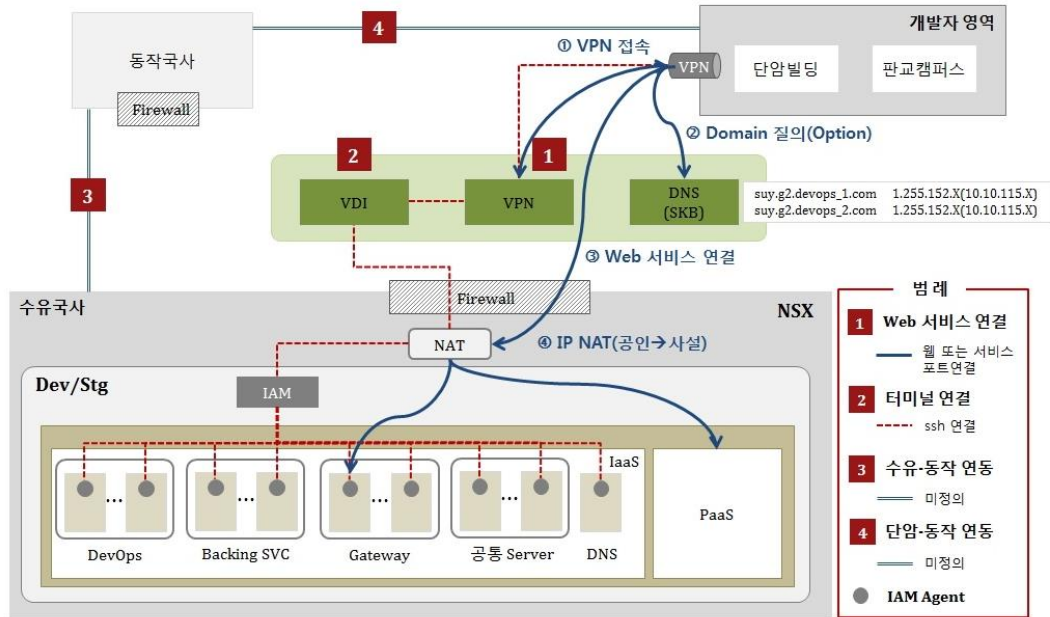 4
개발자 영역
동작국사
① VPN 접속
VPN
단암빌딩
판교캠퍼스
Firewall
② Domain 질의(Option)
2
1
3
VDI
VPN
DNS
(SKB)
suy.g2.devops_1.com 1.255.152.X(10.10.115.X)
suy.g2.devops_2.com 1.255.152.X(10.10.115.X)
③ Web 서비스 연결
수유국사
Firewall
NSX
NAT
④ IP NAT(공인→사설)
Dev/Stg
IAM
IaaS
...
...
...
...
PaaS
DevOps
Backing SVC
Gateway
공통 Server
DNS
범 례
1 Web 서비스 연결
웹 또는 서비스
포트연결
2 터미널 연결
ssh 연결
3 수유-동작 연동
미정의
4 단암-동작 연동
미정의
IAM Agent